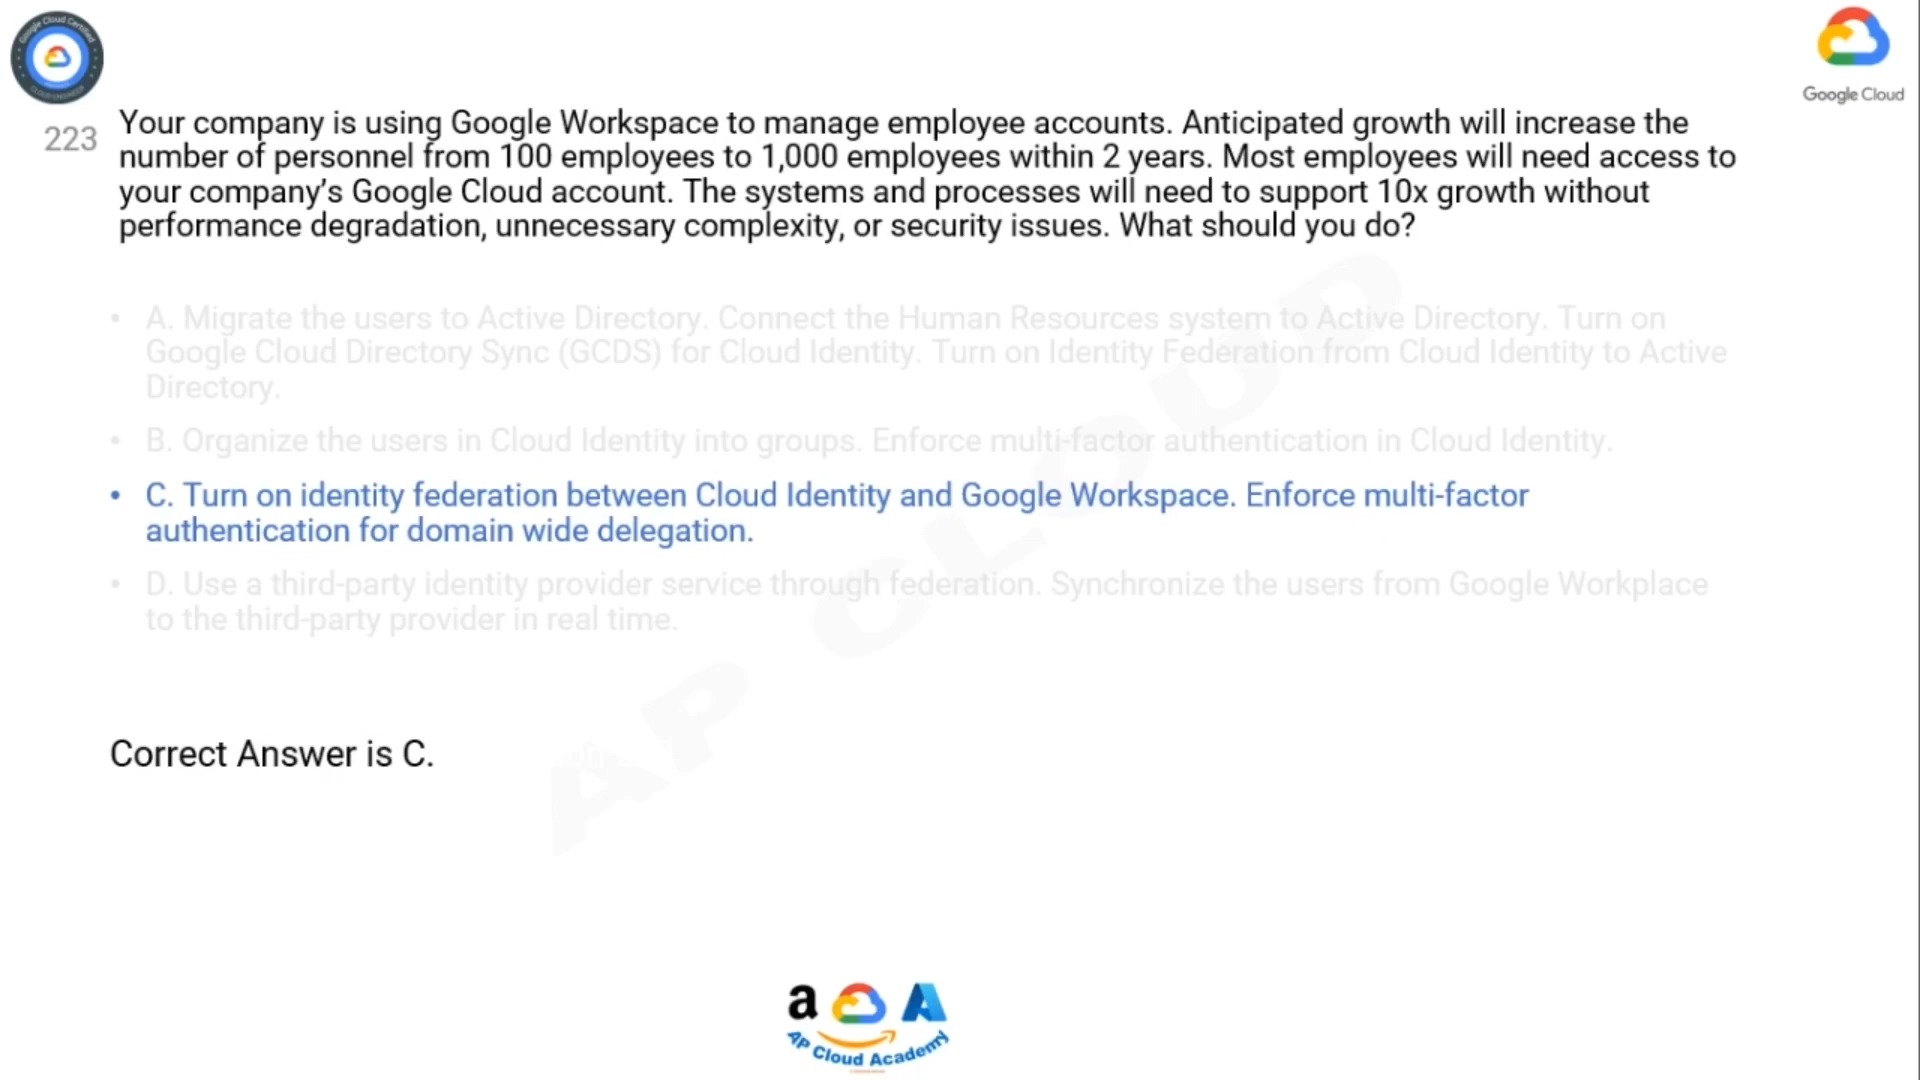 Google Cloud Certified
CLOUD ENGINEER
Google Cloud
223
Your company is using Google Workspace to manage employee accounts. Anticipated growth will increase the
number of personnel from 100 employees to 1,000 employees within 2 years. Most employees will need access to
your company's Google Cloud account. The systems and processes will need to support 10x growth without
performance degradation, unnecessary complexity, or security issues. What should you do?
• A. Migrate the users to Active Directory. Connect the Human Resources system to Active Directory. Turn on
Google Cloud Directory Sync (GCDS) for Cloud Identity. Turn on Identity Federation from Cloud Identity to Active
Directory.
• B. Organize the users in Cloud Identity into groups. Enforce multi-factor authentication in Cloud Identity.
• C. Turn on identity federation between Cloud Identity and Google Workspace. Enforce multi-factor
authentication for domain wide delegation.
• D. Use a third-party identity provider service through federation. Synchronize the users from Google Workplace
to the third-party provider in real time.
AP CLOUD
Correct Answer is C.
a A
AP Cloud Academy